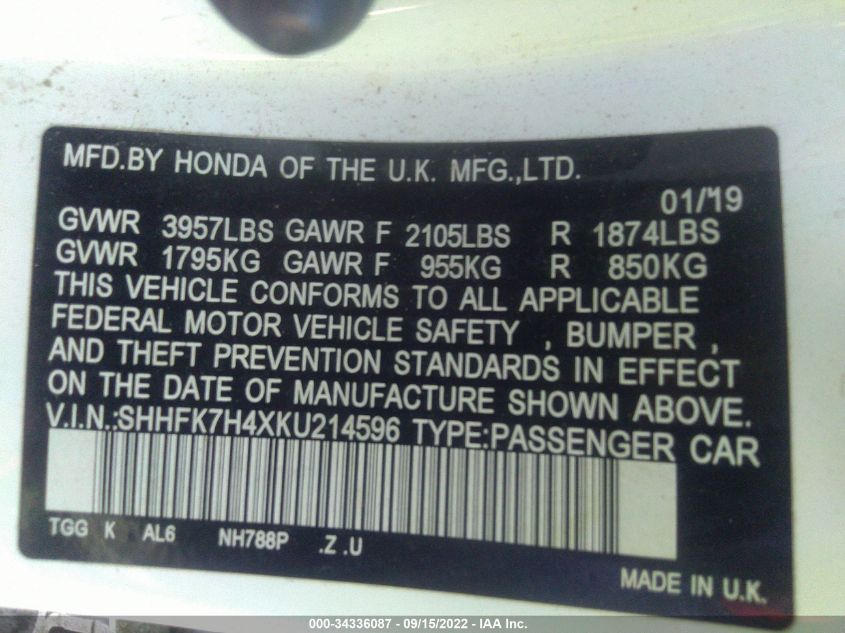 MFD.BY HONDA OF THE U.K. MFG.,LTD.
01/'19
GVWR 3957LBS GAWR F 2105LBS R 1874LBS
GVWR 1795KG GAWR F 955KG R 850KG
THIS VEHICLE CONFORMS TO ALL APPLICABLE
FEDERAL MOTOR VEHICLE SAFETY , BUMPER ,
AND THEFT PREVENTION STANDARDS IN EFFECT
ON THE DATE OF MANUFACTURE SHOWN ABOVE.
V.I.N.:SHHFK7H4XKU214596 TYPE:PASSENGER CAR
TGG K AL6 NH788P .Z .U
MADE IN U.K.
000-34336087 - 09/15/2022 - IAA Inc.